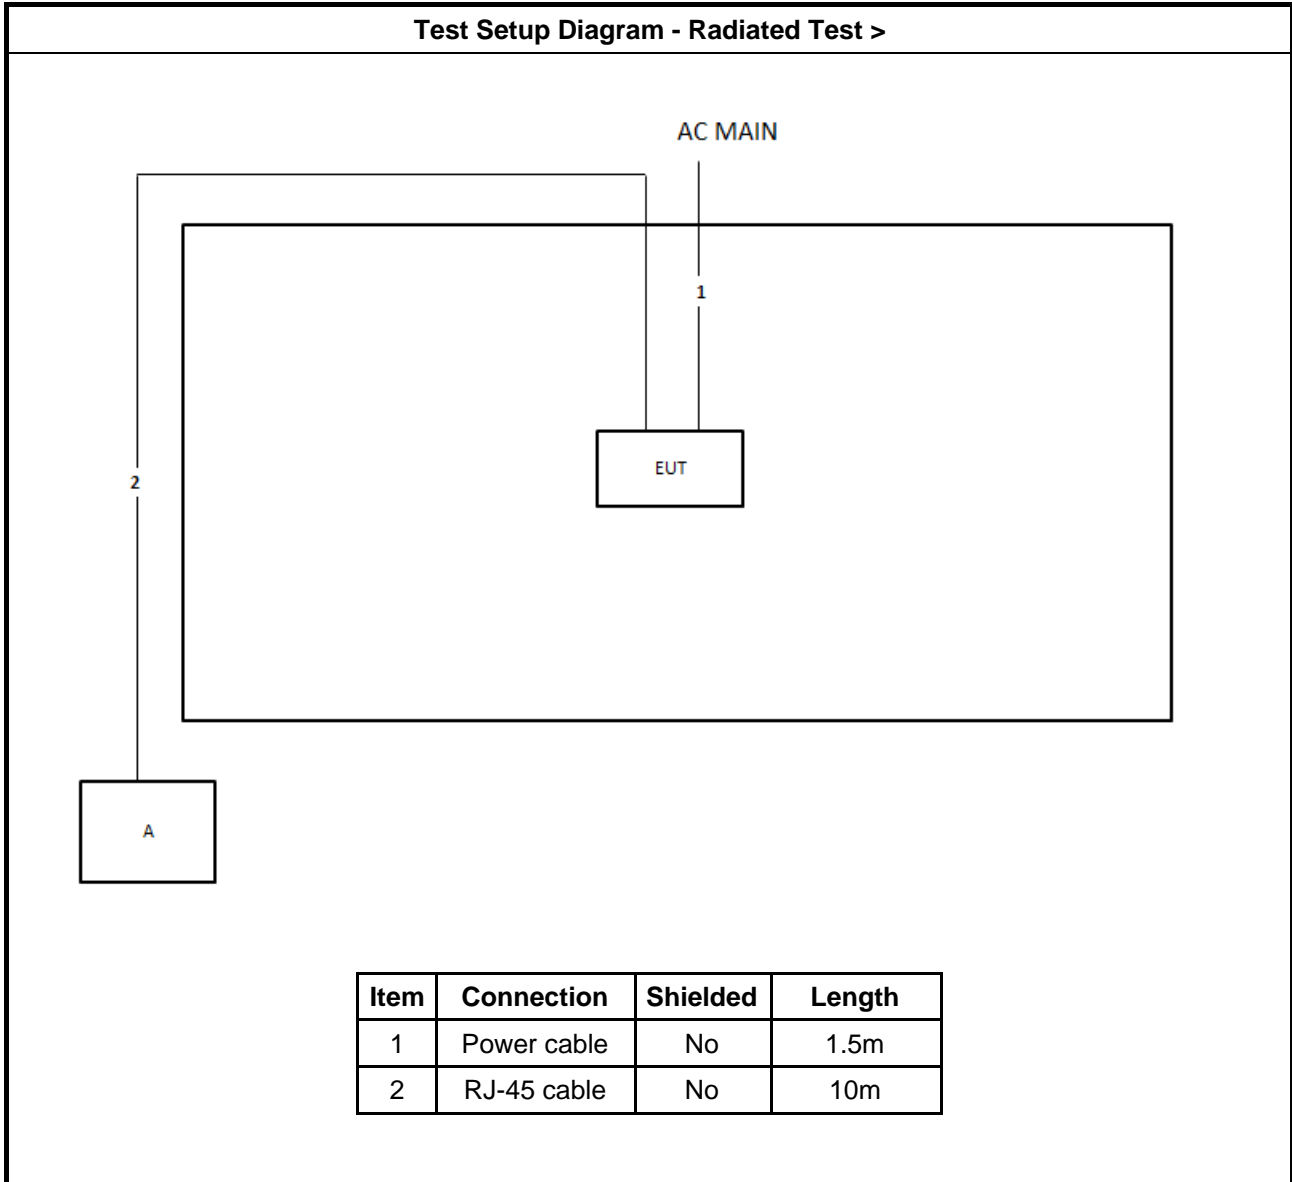 Test Setup Diagram - Radiated Test >
AC MAIN
1
EUT
2
A
Item Connection Shielded Length
1 Power cable No 1.5m
2 RJ-45 cable No 10m